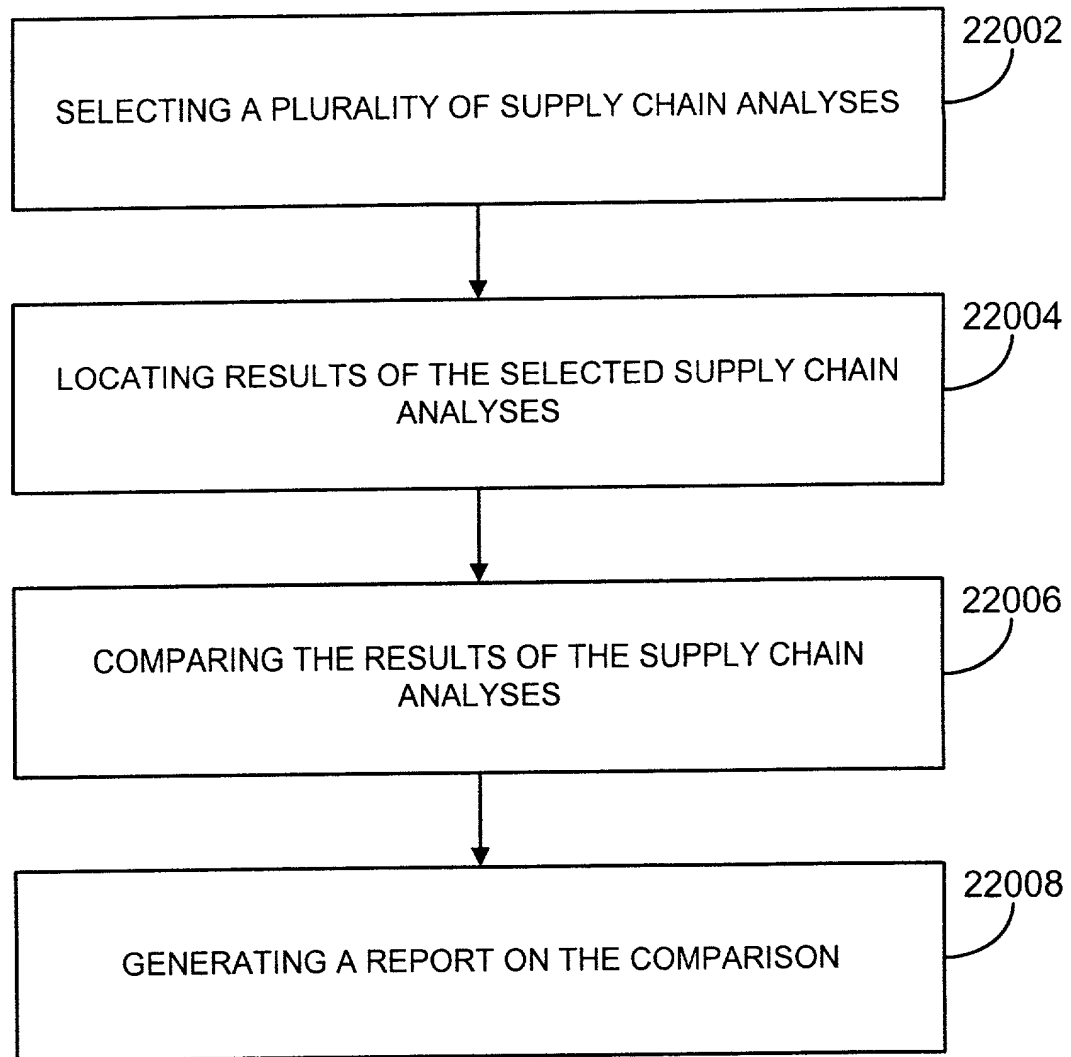 22002
SELECTING A PLURALITY OF SUPPLY CHAIN ANALYSES
22004
LOCATING RESULTS OF THE SELECTED SUPPLY CHAIN
ANALYSES
22006
COMPARING THE RESULTS OF THE SUPPLY CHAIN
ANALYSES
22008
GENERATING A REPORT ON THE COMPARISON